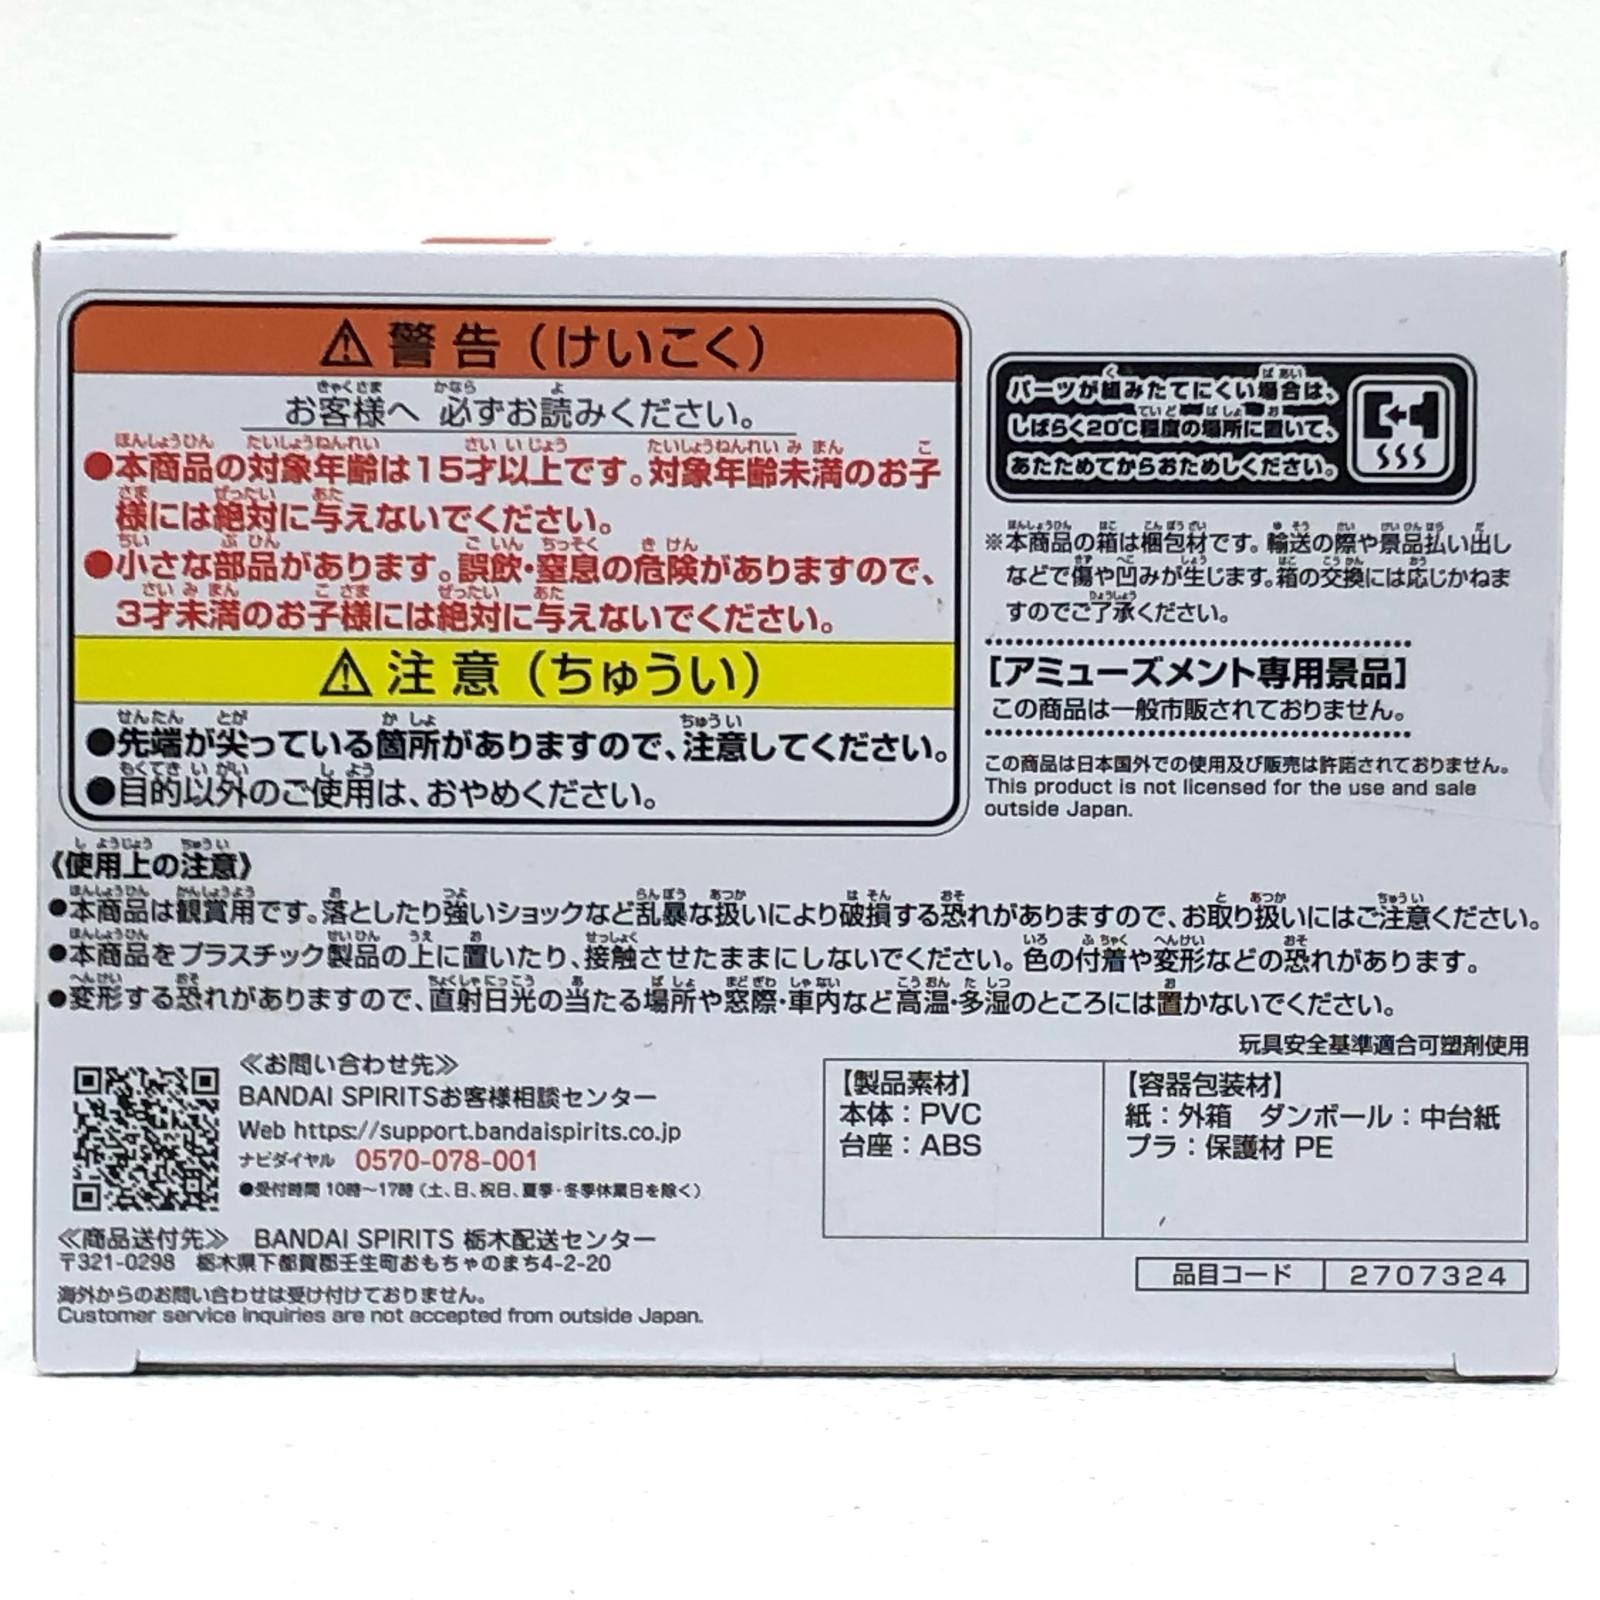 ⚠警告（けいこく）
お客様へ 必ずお読みください。
●本商品の対象年齢は15才以上です。対象年齢未満のお子
様には絶対に与えないでください。
●小さな部品があります。誤飲・窒息の危険がありますので、
3才未満のお子様には絶対に与えないでください。
⚠注意（ちゅうい）
●先端が尖っている箇所がありますので、注意してください。
●目的以外のご使用は、おやめください。
パーツが組みたてにくい場合は、
しばらく20℃程度の場所に置いて、
あたためてからおためしください。
※本商品の箱は梱包材です。輸送の際や景品払い出し
などで傷や凹みが生じます。箱の交換には応じかねま
すのでご了承ください。
［アミューズメント専用景品］
この商品は一般市販されておりません。
この商品は日本国外での使用及び販売は許諾されておりません。
This product is not licensed for the use and sale
outside Japan.
《使用上の注意》
●本商品は観賞用です。落としたり強いショックなど乱暴な扱いにより破損する恐れがありますので、お取り扱いにはご注意ください。
●本商品をプラスチック製品の上に置いたり、接触させたままにしないでください。色の付着や変形などの恐れがあります。
●変形する恐れがありますので、直射日光の当たる場所や窓際・車内など高温・多湿のところには置かないでください。
≪お問い合わせ先≫
BANDAI SPIRITSお客様相談センター
Web https://support.bandaispirits.co.jp
ナビダイヤル 0570-078-001
●受付時間 10時～17時（土、日、祝日、夏季・冬季休業日を除く）
≪商品送付先≫ BANDAI SPIRITS 栃木配送センター
〒321-0298 栃木県下都賀郡壬生町おもちゃのまち4-2-20
海外からのお問い合わせは受け付けておりません。
Customer service inquiries are not accepted from outside Japan.
玩具安全基準適合可塑剤使用
【製品素材】
本体：PVC
台座：ABS
【容器包装材】
紙：外箱 ダンボール：中台紙
プラ：保護材 PE
品目コード 2707324